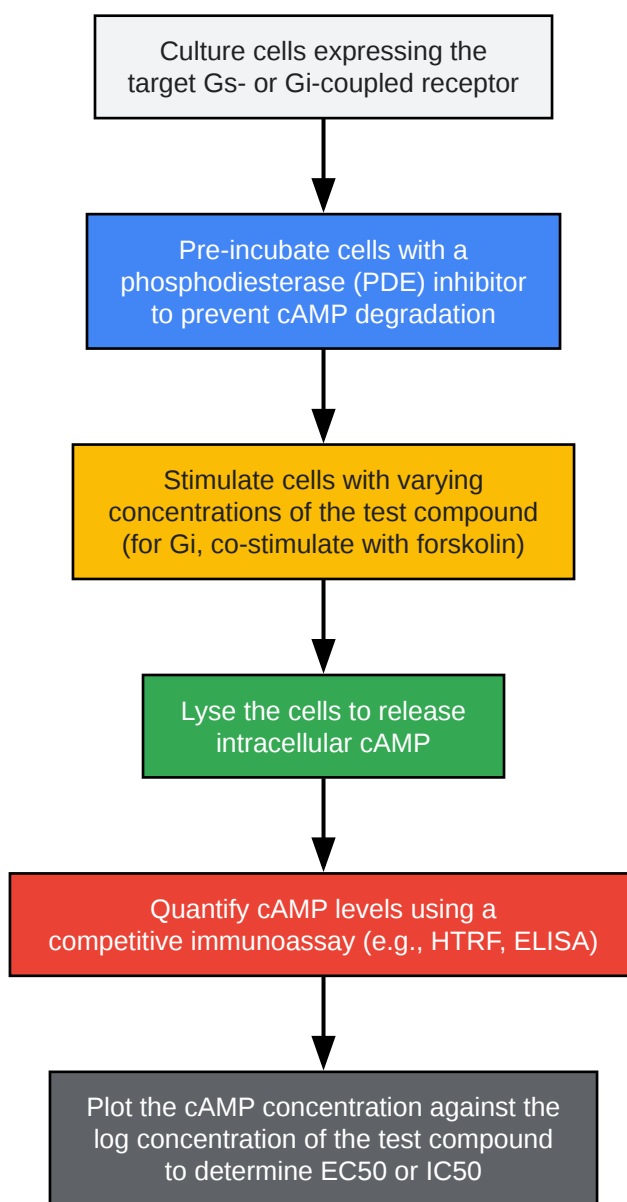 Culture cells expressing the
target Gs- or Gi-coupled receptor
Pre-incubate cells with a
phosphodiesterase (PDE) inhibitor
to prevent cAMP degradation
Stimulate cells with varying
concentrations of the test compound
(for Gi, co-stimulate with forskolin)
Lyse the cells to release
intracellular cAMP
Quantify cAMP levels using a
competitive immunoassay (e.g., HTRF, ELISA)
Plot the cAMP concentration against the
log concentration of the test compound
to determine EC50 or IC50